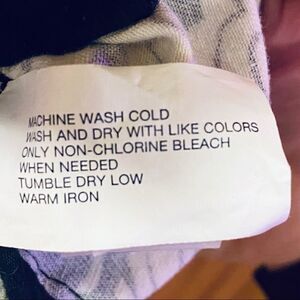 MACHINE WASH COLD
WASH AND DRY WITH LIKE COLORS
ONLY NON-CHLORINE BLEACH
WHEN NEEDED
TUMBLE DRY LOW
WARM IRON